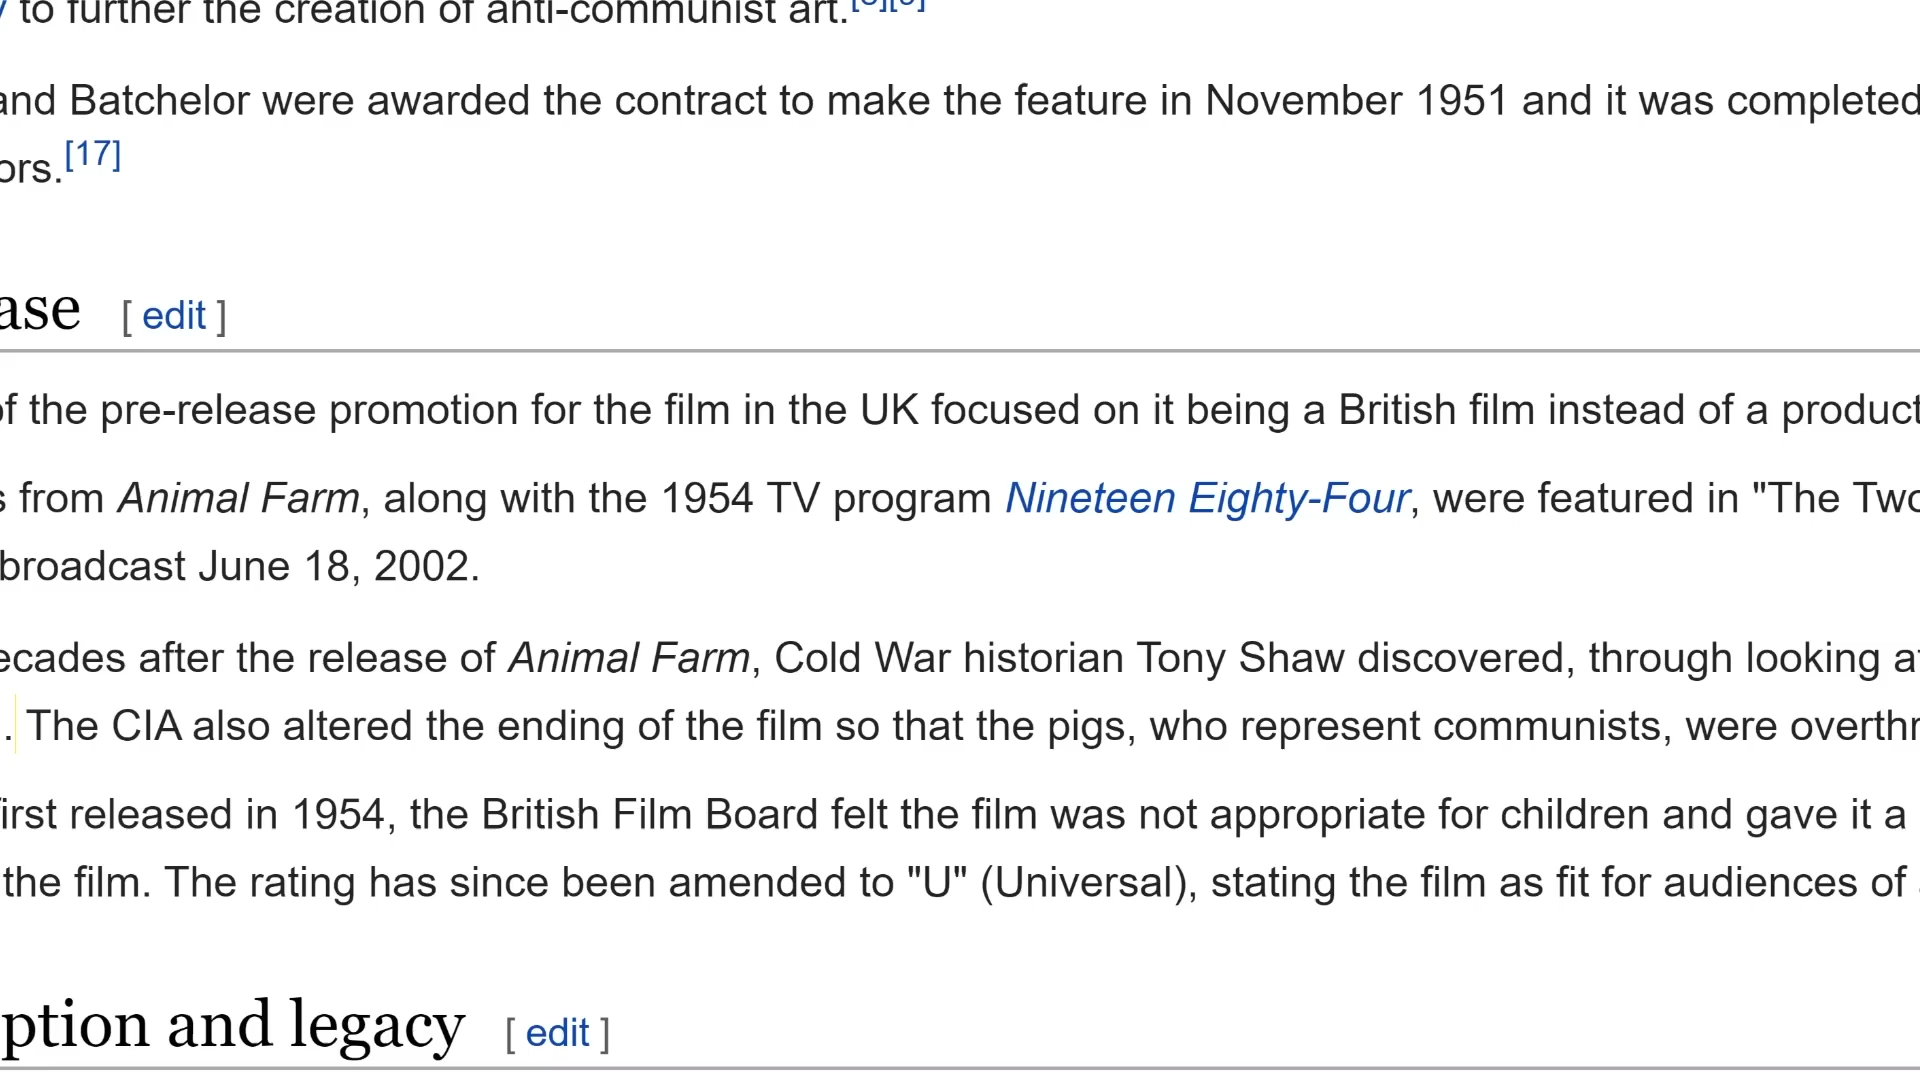 to further the creation of anti-communist art.
and Batchelor were awarded the contract to make the feature in November 1951 and it was completed
ors.[17]
ase [ edit ]
of the pre-release promotion for the film in the UK focused on it being a British film instead of a product
s from Animal Farm, along with the 1954 TV program Nineteen Eighty-Four, were featured in "The Two
broadcast June 18, 2002.
ecades after the release of Animal Farm, Cold War historian Tony Shaw discovered, through looking at
. The CIA also altered the ending of the film so that the pigs, who represent communists, were overthr
irst released in 1954, the British Film Board felt the film was not appropriate for children and gave it a
the film. The rating has since been amended to "U" (Universal), stating the film as fit for audiences of
ption and legacy [ edit ]